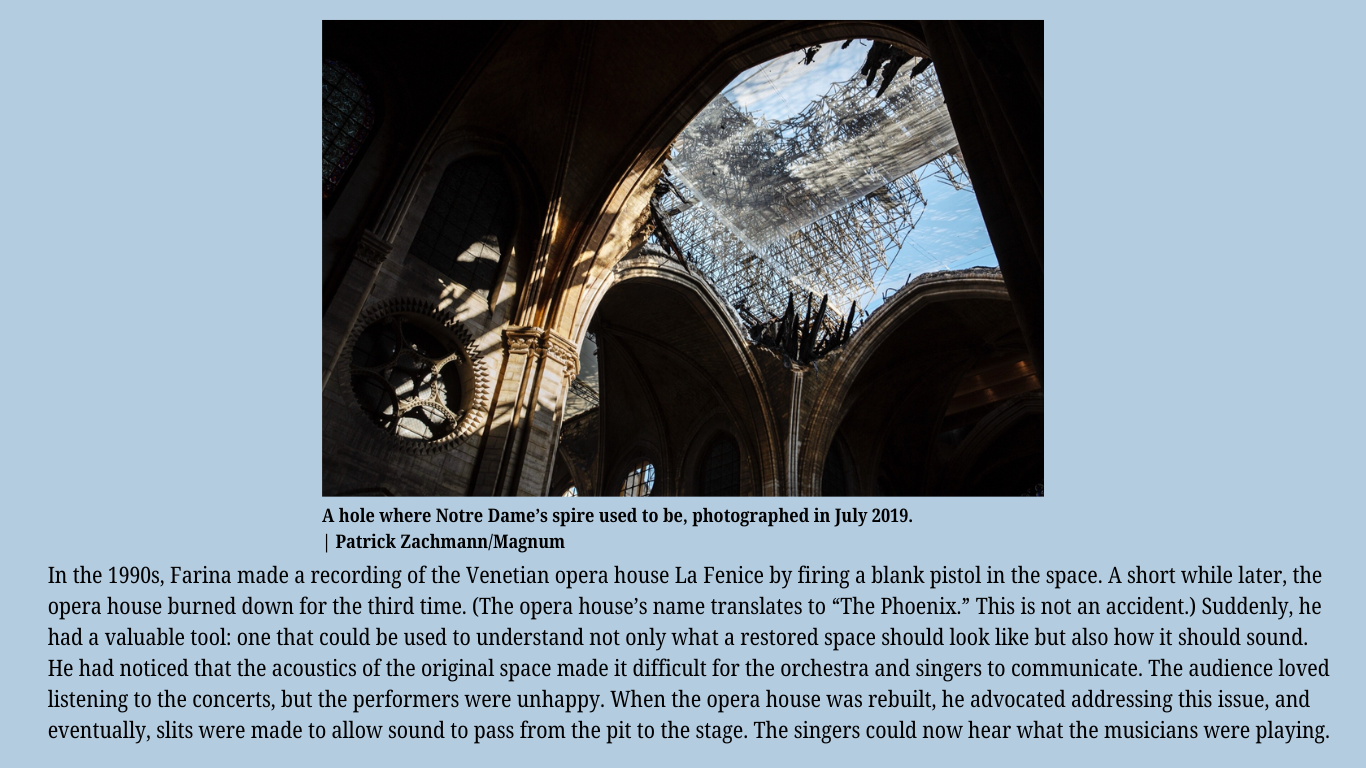 A hole where Notre Dame’s spire used to be, photographed in July 2019.
| Patrick Zachmann/Magnum
In the 1990s, Farina made a recording of the Venetian opera house La Fenice by firing a blank pistol in the space. A short while later, the
opera house burned down for the third time. (The opera house’s name translates to “The Phoenix.” This is not an accident.) Suddenly, he
had a valuable tool: one that could be used to understand not only what a restored space should look like but also how it should sound.
He had noticed that the acoustics of the original space made it difficult for the orchestra and singers to communicate. The audience loved
listening to the concerts, but the performers were unhappy. When the opera house was rebuilt, he advocated addressing this issue, and
eventually, slits were made to allow sound to pass from the pit to the stage. The singers could now hear what the musicians were playing.